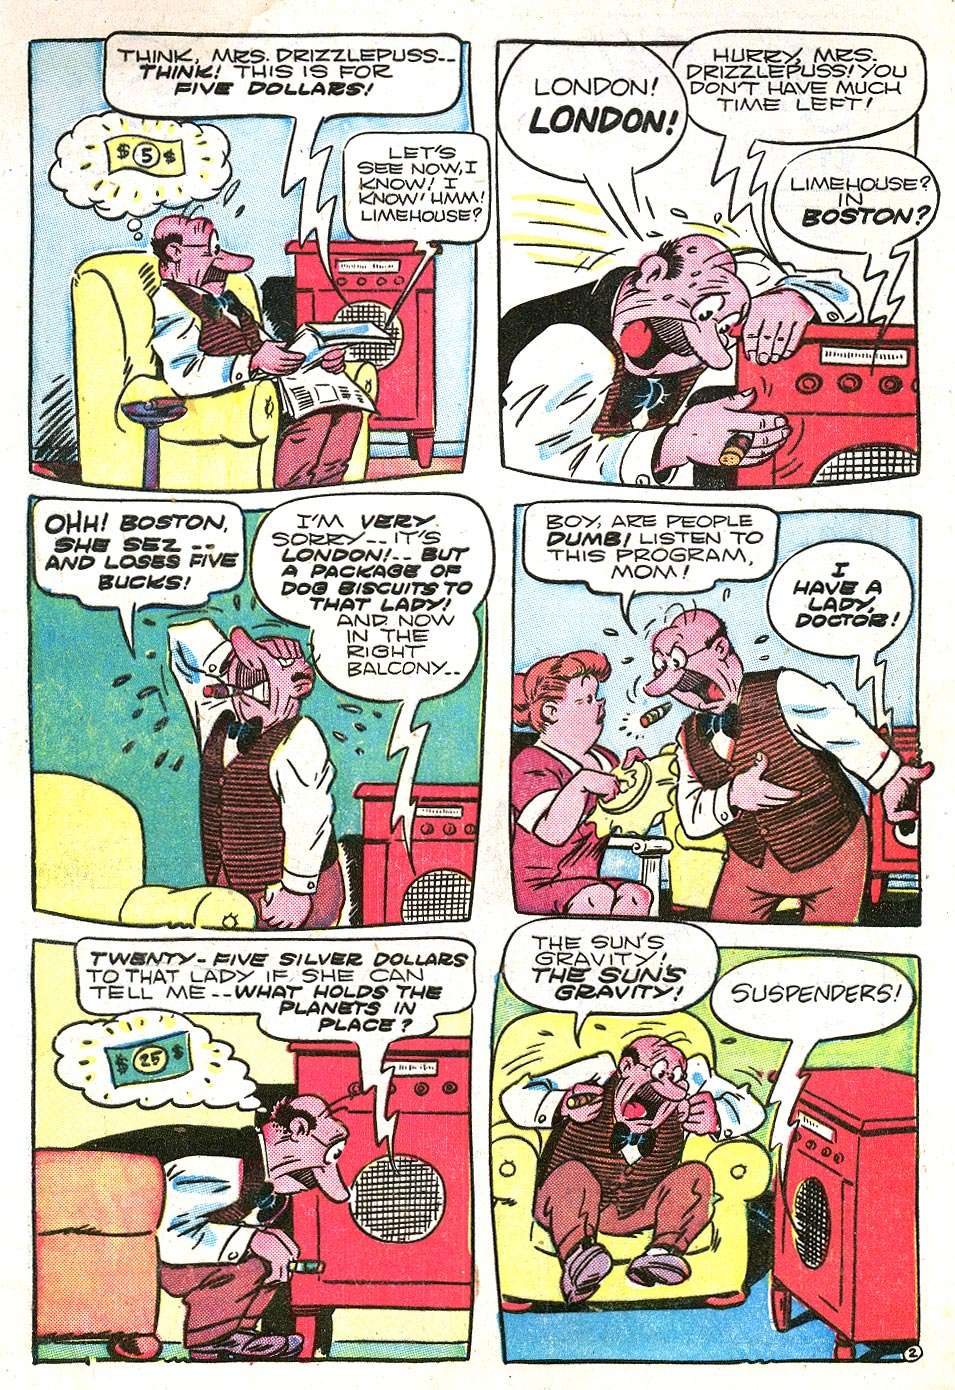 THINK, MRS. DRIZZLEPUSS--
THINK! THIS IS FOR
FIVE DOLLARS!
$ 5 $
LET'S
SEE NOW, I
KNOW! I
KNOW! HMM!
LIMEHOUSE?
LONDON!
LONDON!
HURRY, MRS.
DRIZZLEPUSS! YOU
DON'T HAVE MUCH
TIME LEFT!
LIMEHOUSE?
IN
BOSTON?
OHH! BOSTON,
SHE SEZ --
AND LOSES FIVE
BUCKS!
I'M VERY
SORRY-- IT'S
LONDON!-- BUT
A PACKAGE OF
DOG BISCUITS TO
THAT LADY!
AND NOW
IN THE
RIGHT
BALCONY--
BOY, ARE PEOPLE
DUMB! LISTEN TO
THIS PROGRAM,
MOM!
I
HAVE A
LADY,
DOCTOR!
3
TWENTY-FIVE SILVER DOLLARS
TO THAT LADY IF SHE CAN
TELL ME -- WHAT HOLDS THE
PLANETS IN
PLACE?
$ 25 $
THE SUN'S
GRAVITY!
THE SUN'S
GRAVITY!
SUSPENDERS!
2